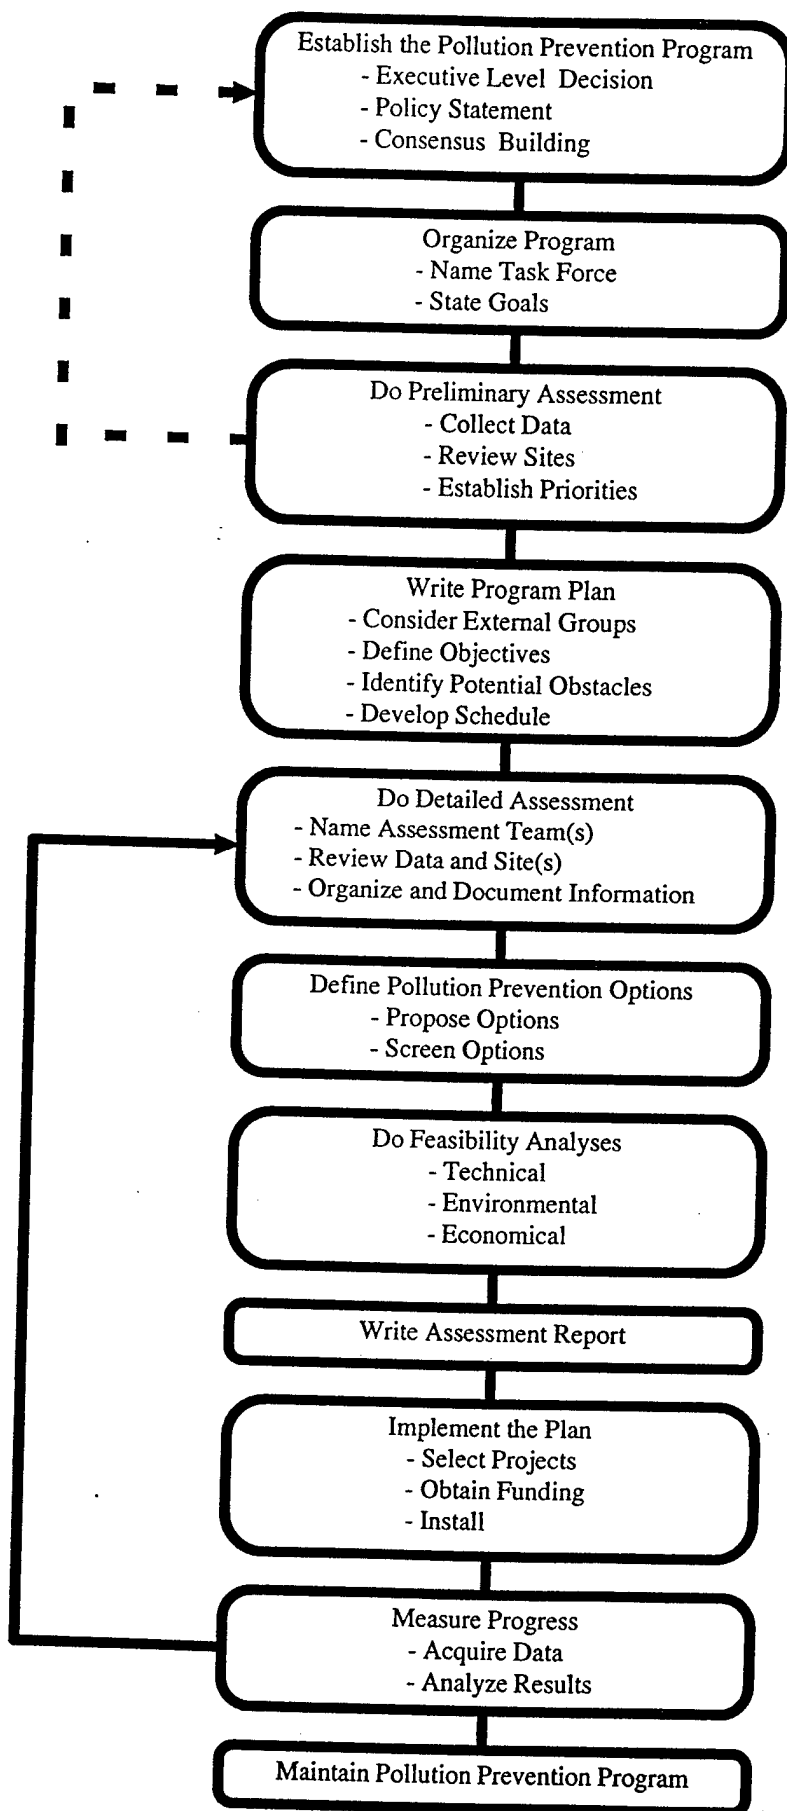 Establish the Pollution Prevention Program
- Executive Level Decision
- Policy Statement
- Consensus Building
Organize Program
- Name Task Force
- State Goals
Do Preliminary Assessment
- Collect Data
- Review Sites
- Establish Priorities
Write Program Plan
- Consider External Groups
- Define Objectives
- Identify Potential Obstacles
- Develop Schedule
Do Detailed Assessment
- Name Assessment Team(s)
- Review Data and Site(s)
- Organize and Document Information
Define Pollution Prevention Options
- Propose Options
- Screen Options
Do Feasibility Analyses
- Technical
- Environmental
- Economical
Write Assessment Report
Implement the Plan
- Select Projects
- Obtain Funding
- Install
Measure Progress
- Acquire Data
- Analyze Results
Maintain Pollution Prevention Program